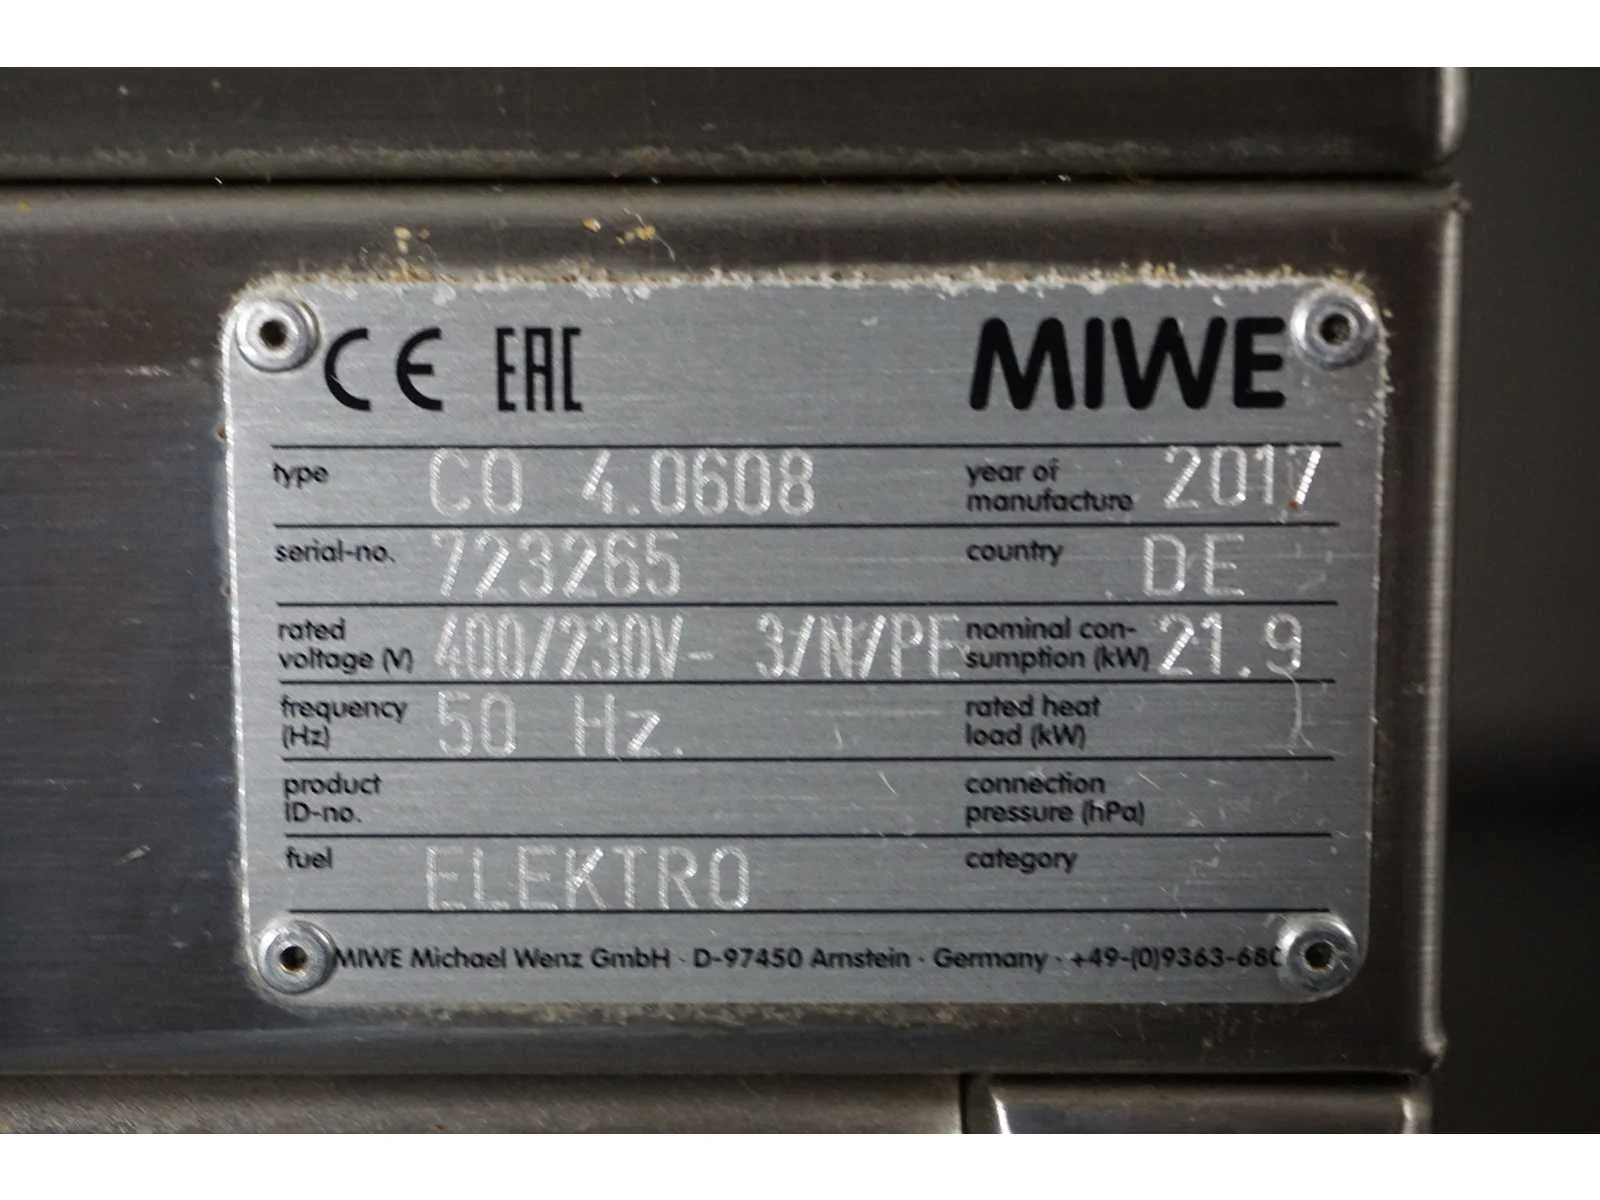 CE EAC MIWE
type CO 4.0608 year of manufacture 2017
serial-no. 723265 country DE
rated voltage (V) 400/230V- 3/N/PE nominal con-sumption (kW) 21.9
frequency (Hz) 50 Hz. rated heat load (kW)
product ID-no. connection pressure (hPa)
fuel ELEKTRO category
MIWE Michael Wenz GmbH · D-97450 Arnstein · Germany · +49-(0)9363-680